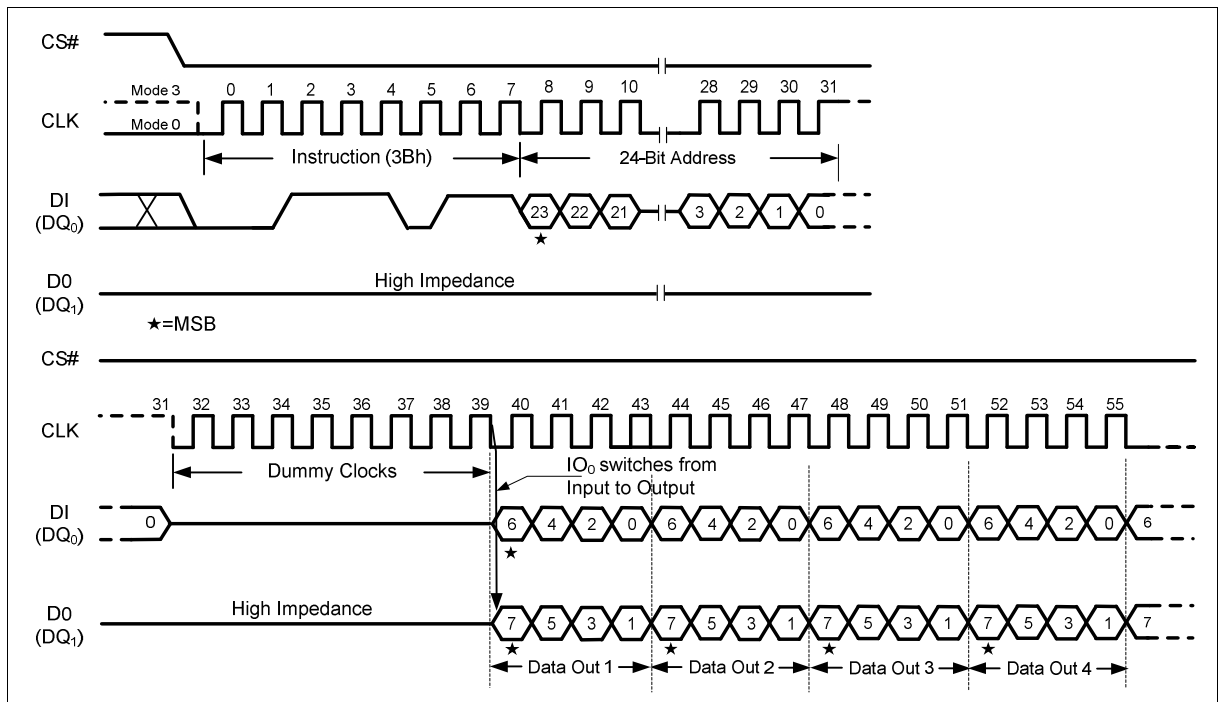 CS#
Mode 3 0 1 2 3 4 5 6 7 8 9 10 28 29 30 31
CLK
Mode 0
Instruction (3Bh) 24-Bit Address
DI
(DQ0) 23 22 21 3 2 1 0
★
D0
(DQ1)
High Impedance
★=MSB
CS#
31 32 33 34 35 36 37 38 39 40 41 42 43 44 45 46 47 48 49 50 51 52 53 54 55
CLK
Dummy Clocks
IO0 switches from
Input to Output
DI
(DQ0) 0 6 4 2 0 6 4 2 0 6 4 2 0 6 4 2 0 6
★
D0
(DQ1)
High Impedance 7 5 3 1 7 5 3 1 7 5 3 1 7 5 3 1 7
★ ★ ★ ★
Data Out 1 Data Out 2 Data Out 3 Data Out 4